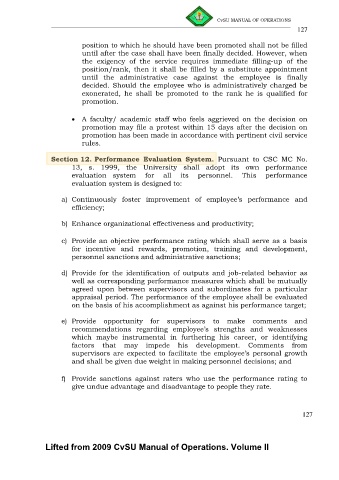 CvSU MANUAL OF OPERATIONS
127
position to which he should have been promoted shall not be filled
until after the case shall have been finally decided. However, when
the exigency of the service requires immediate filling-up of the
position/rank, then it shall be filled by a substitute appointment
until the administrative case against the employee is finally
decided. Should the employee who is administratively charged be
exonerated, he shall be promoted to the rank he is qualified for
promotion.
• A faculty/ academic staff who feels aggrieved on the decision on
promotion may file a protest within 15 days after the decision on
promotion has been made in accordance with pertinent civil service
rules.
Section 12. Performance Evaluation System. Pursuant to CSC MC No.
13, s. 1999, the University shall adopt its own performance
evaluation system for all its personnel. This performance
evaluation system is designed to:
a) Continuously foster improvement of employee's performance and
efficiency;
b) Enhance organizational effectiveness and productivity;
c) Provide an objective performance rating which shall serve as a basis
for incentive and rewards, promotion, training and development,
personnel sanctions and administrative sanctions;
d) Provide for the identification of outputs and job-related behavior as
well as corresponding performance measures which shall be mutually
agreed upon between supervisors and subordinates for a particular
appraisal period. The performance of the employee shall be evaluated
on the basis of his accomplishment as against his performance target;
e) Provide opportunity for supervisors to make comments and
recommendations regarding employee's strengths and weaknesses
which maybe instrumental in furthering his career, or identifying
factors that may impede his development. Comments from
supervisors are expected to facilitate the employee's personal growth
and shall be given due weight in making personnel decisions; and
f) Provide sanctions against raters who use the performance rating to
give undue advantage and disadvantage to people they rate.
127
Lifted from 2009 CvSU Manual of Operations. Volume II